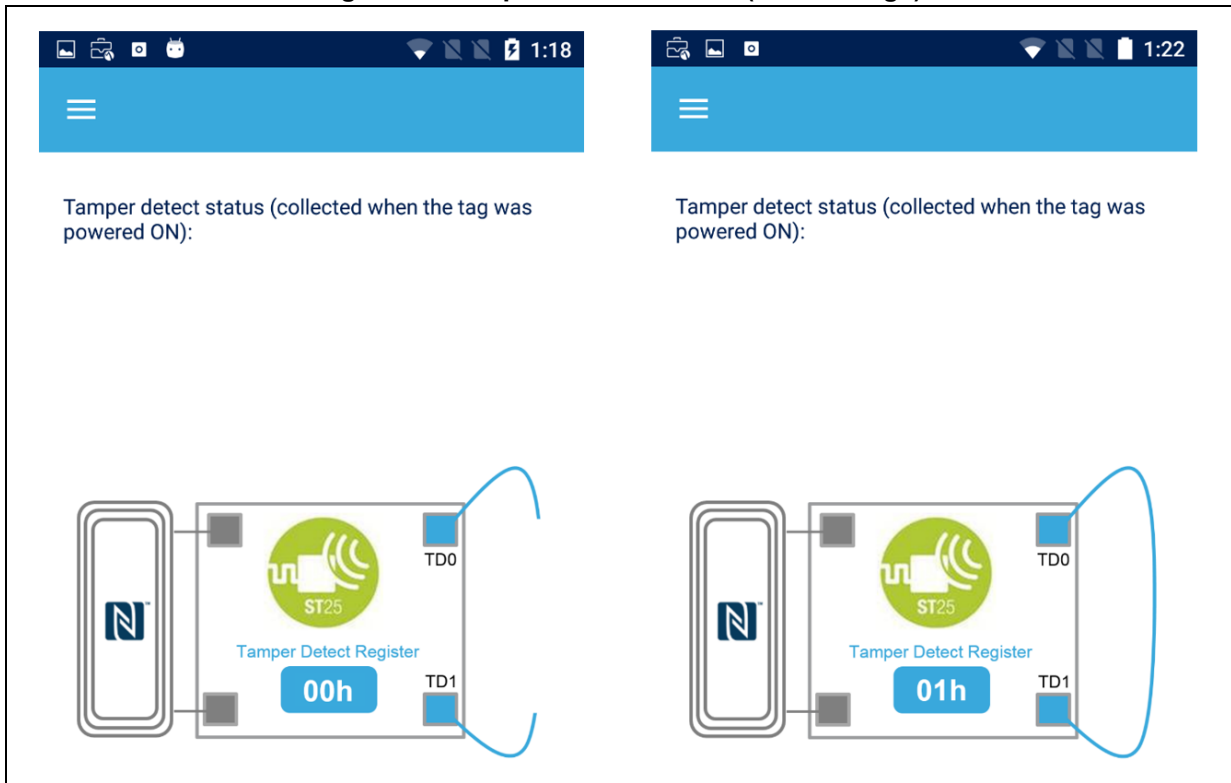 1:18
Tamper detect status (collected when the tag was
powered ON):
TD0
ST25
Tamper Detect Register
00h
TD1
1:22
Tamper detect status (collected when the tag was
powered ON):
TD0
ST25
Tamper Detect Register
01h
TD1